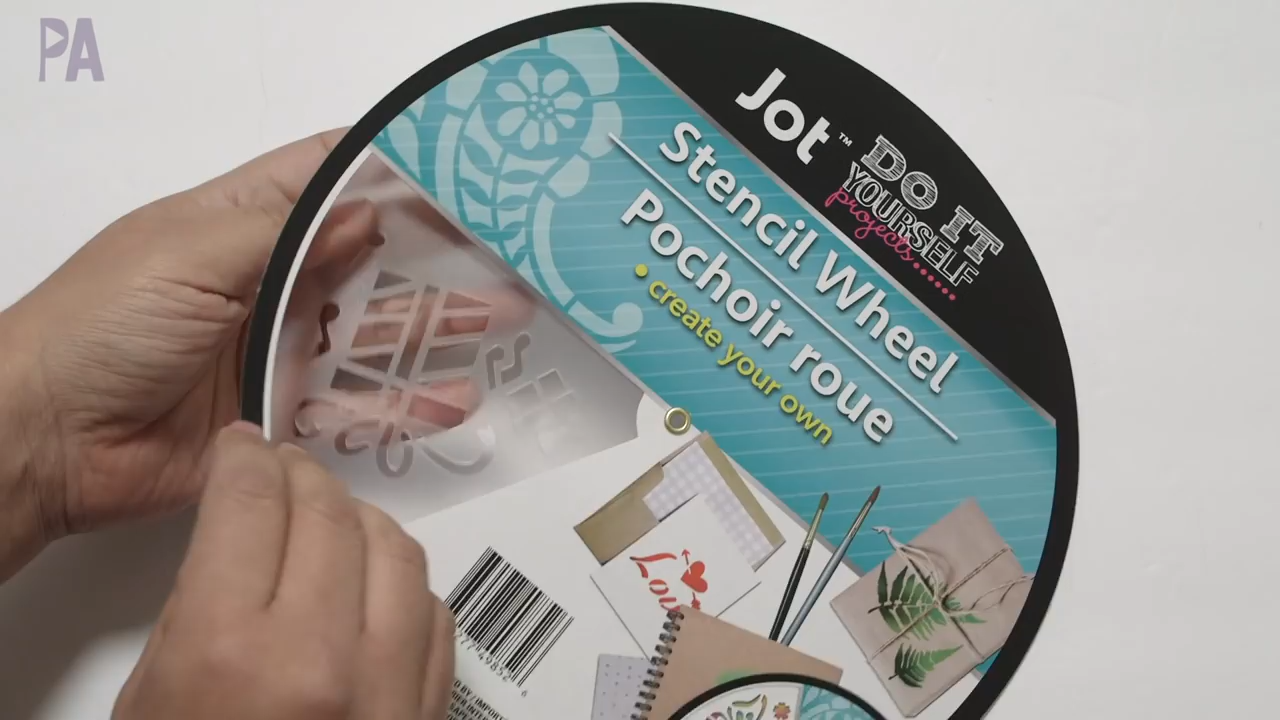 PA
Jot™
DO IT
YOURSELF
projects......
Stencil Wheel
Pochoir roue
• create your own
Love